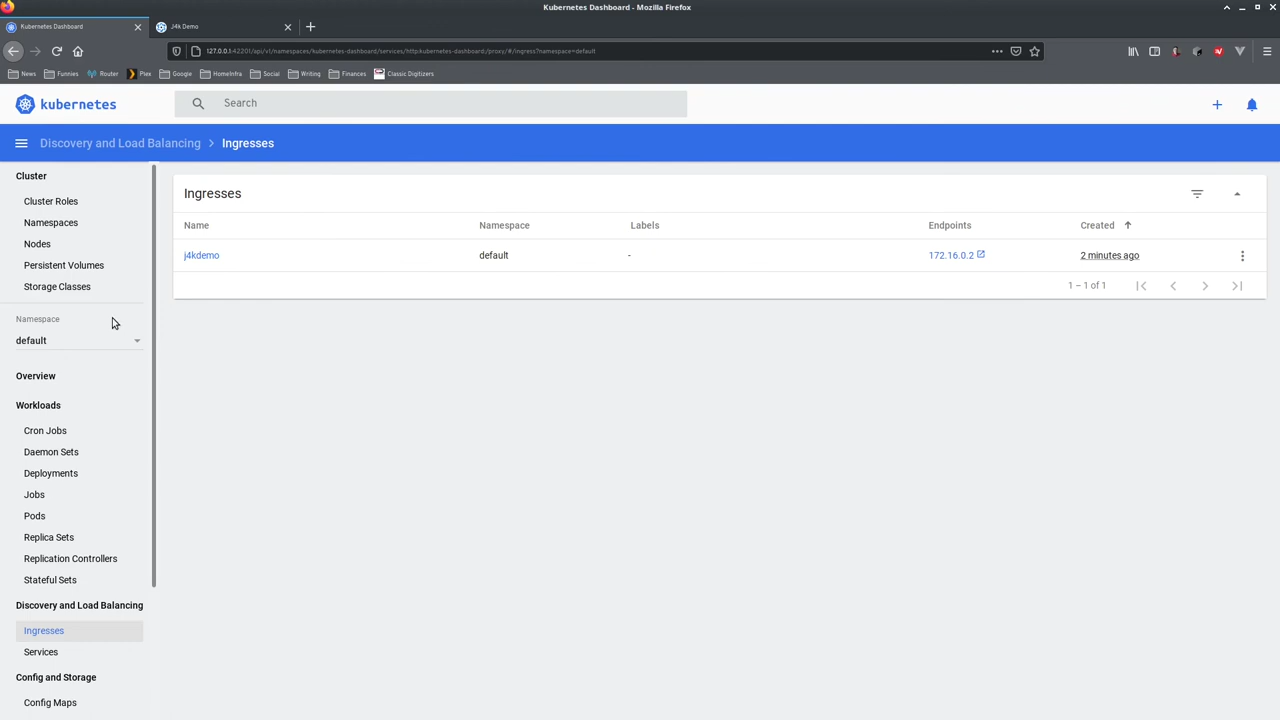 Kubernetes Dashboard - Mozilla Firefox
Kubernetes Dashboard
J4k Demo
127.0.0.1:42201/api/v1/namespaces/kubernetes-dashboard/services/http:kubernetes-dashboard:/proxy/#/ingress?namespace=default
News Funnies Router Plex Google HomeInfra Social Writing Finances Classic Digitizers
kubernetes
Search
Discovery and Load Balancing > Ingresses
Cluster
Cluster Roles
Namespaces
Nodes
Persistent Volumes
Storage Classes
Namespace
default
Overview
Workloads
Cron Jobs
Daemon Sets
Deployments
Jobs
Pods
Replica Sets
Replication Controllers
Stateful Sets
Discovery and Load Balancing
Ingresses
Services
Config and Storage
Config Maps
Ingresses
Name Namespace Labels Endpoints Created
j4kdemo default - 172.16.0.2 2 minutes ago
1 – 1 of 1